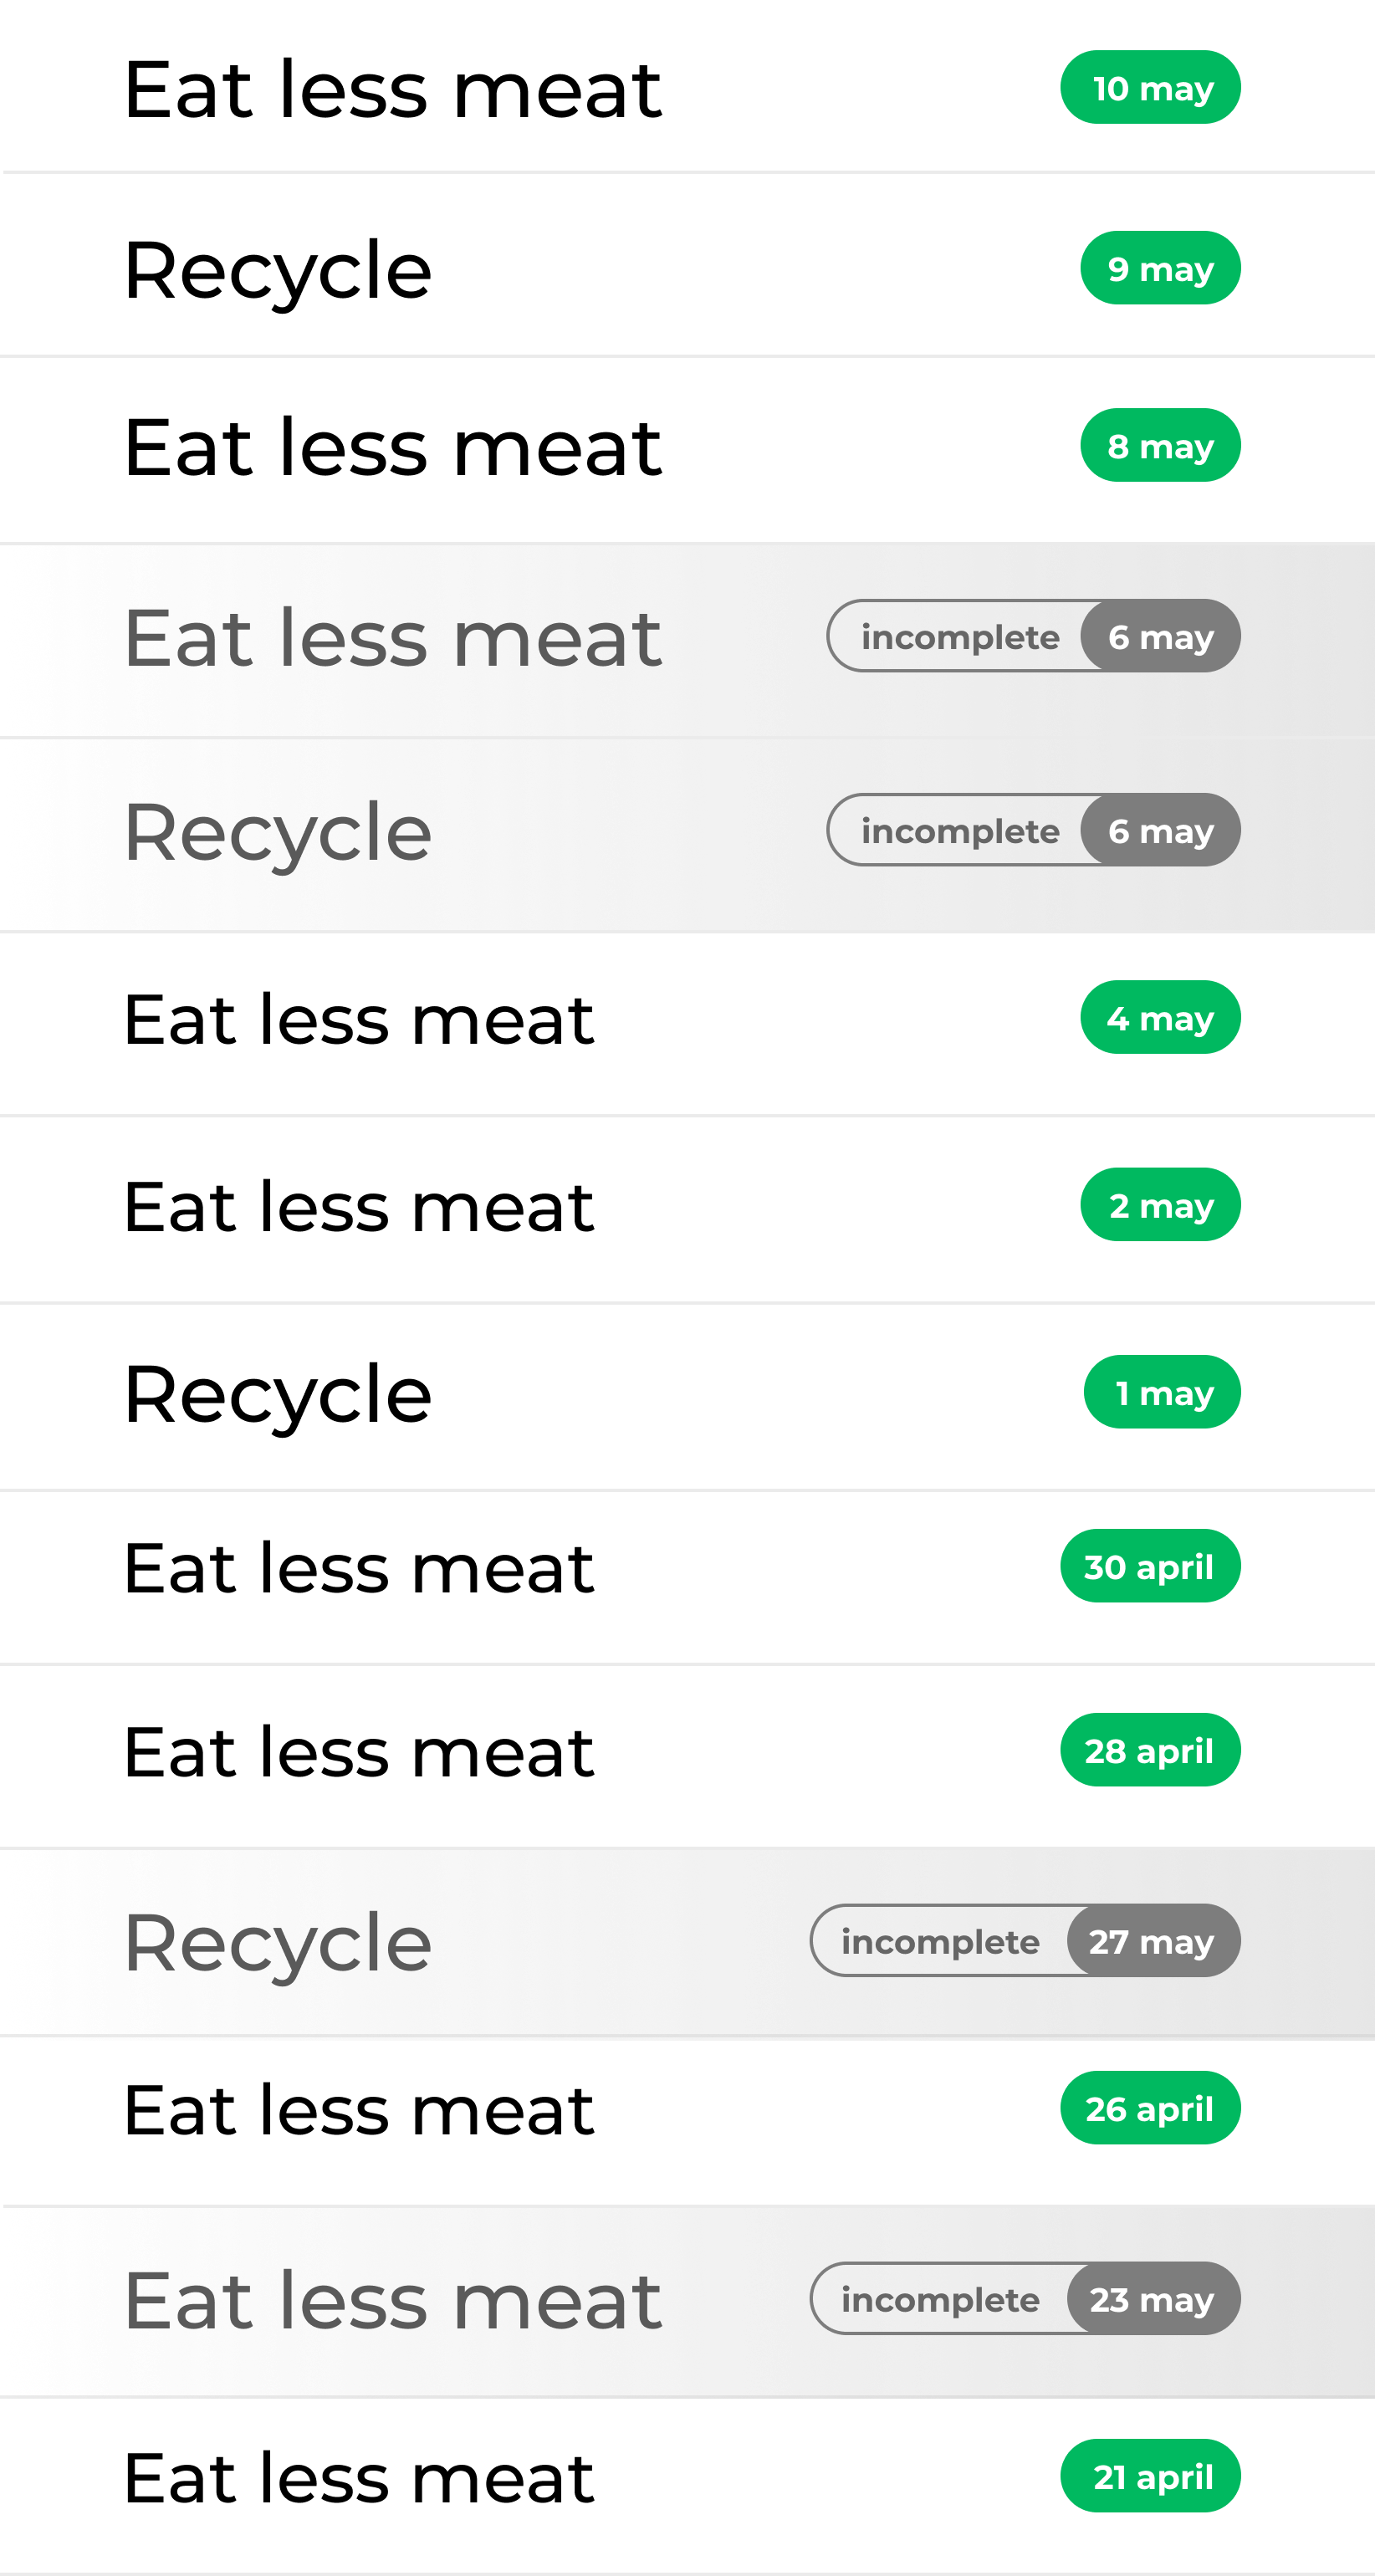 Eat less meat 10 may
Recycle 9 may
Eat less meat 8 may
Eat less meat incomplete 6 may
Recycle incomplete 6 may
Eat less meat 4 may
Eat less meat 2 may
Recycle 1 may
Eat less meat 30 april
Eat less meat 28 april
Recycle incomplete 27 may
Eat less meat 26 april
Eat less meat incomplete 23 may
Eat less meat 21 april